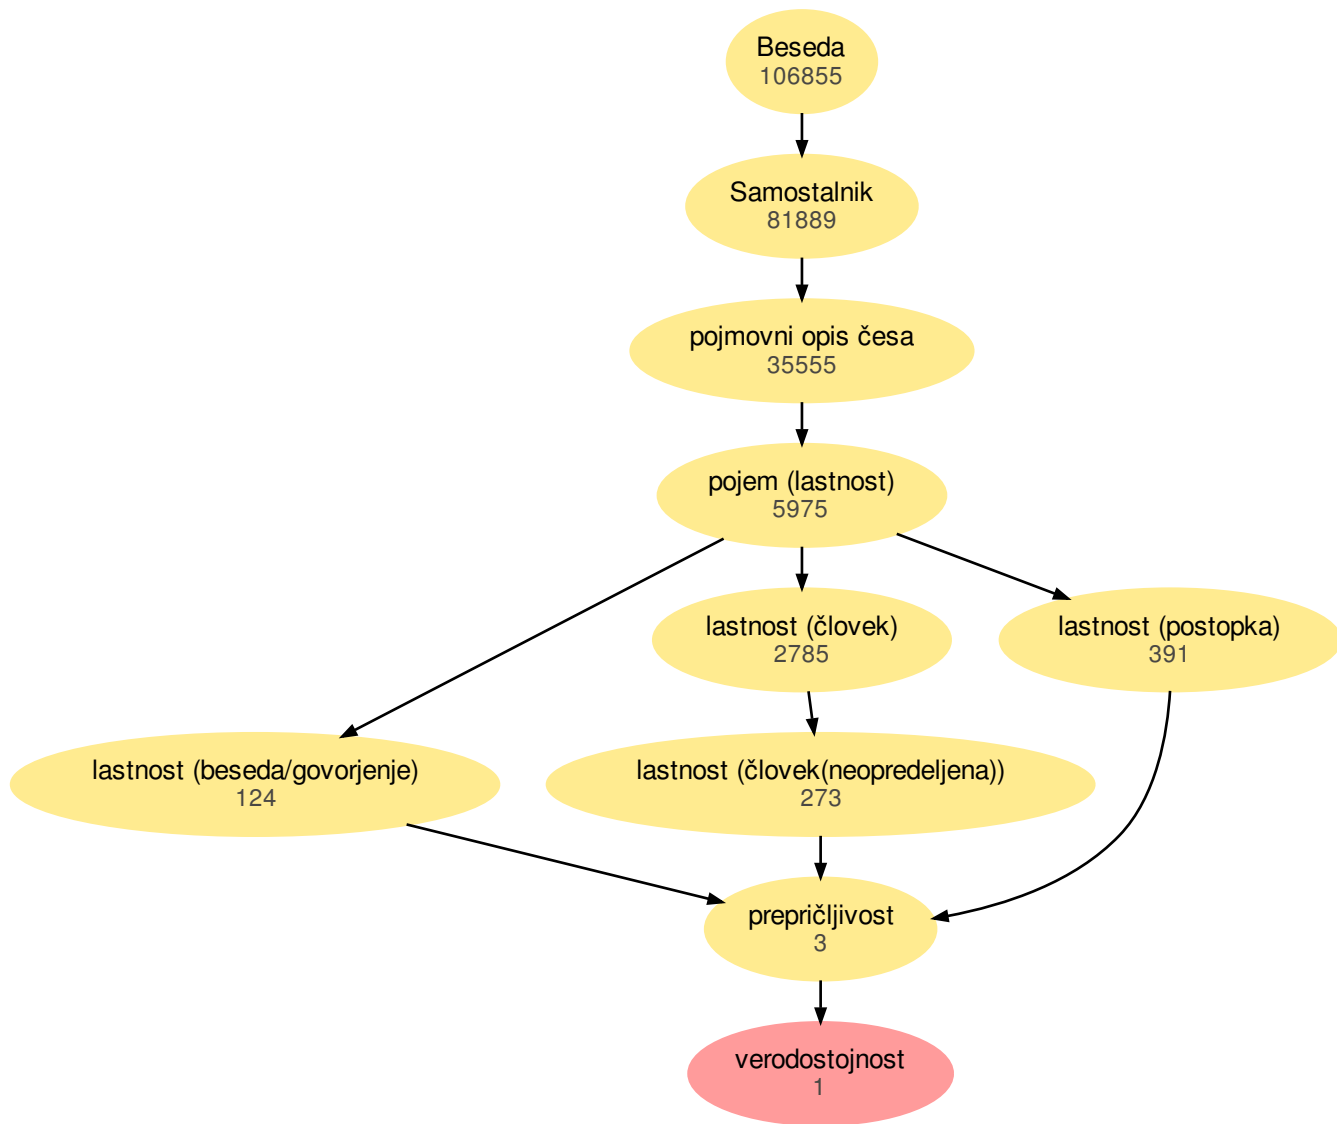 Beseda
106855
Samostalnik
81889
pojmovni opis česa
35555
pojem (lastnost)
5975
lastnost (človek)
2785
lastnost (postopka)
391
lastnost (beseda/govorjenje)
124
lastnost (človek(neopredeljena))
273
prepričljivost
3
verodostojnost
1